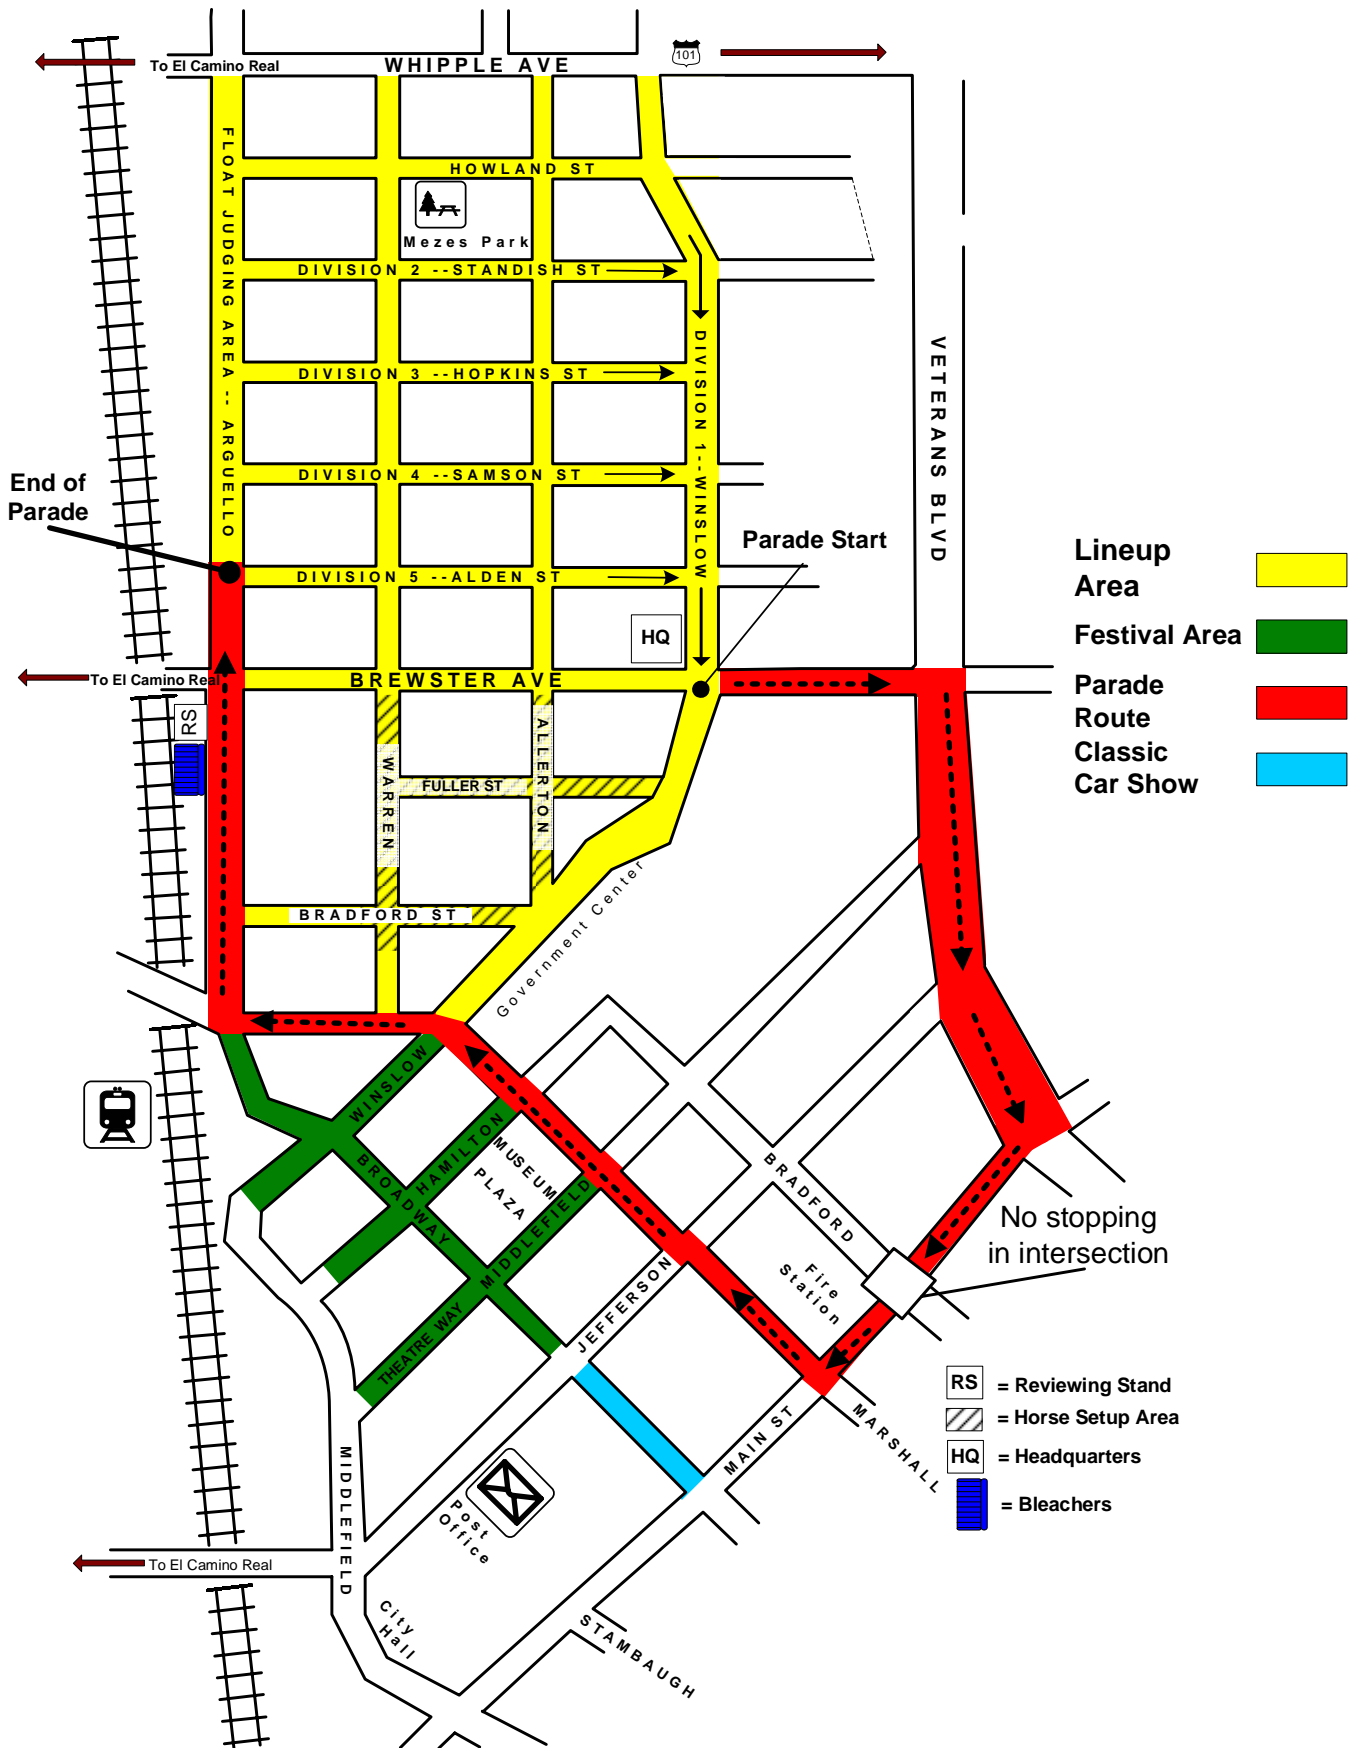 To El Camino Real
WHIPPLE AVE
101
FLOAT JUDGING AREA -- ARGUELLO
HOWLAND ST
Mezes Park
DIVISION 2 --STANDISH ST
DIVISION 1--WINSLOW
DIVISION 3 --HOPKINS ST
VETERANS BLVD
DIVISION 4 --SAMSON ST
End of
Parade
Parade Start
DIVISION 5 --ALDEN ST
HQ
To El Camino Real
BREWSTER AVE
RS
WARREN
ALLERTON
FULLER ST
BRADFORD ST
Government Center
Lineup
Area
Festival Area
Parade
Route
Classic
Car Show
WINSLOW
HAMILTON
BROADWAY
MUSEUM
PLAZA
MIDDLEFIELD
THEATRE WAY
JEFFERSON
BRADFORD
Fire
Station
No stopping
in intersection
MAIN ST
MARSHALL
RS = Reviewing Stand
= Horse Setup Area
HQ = Headquarters
= Bleachers
MIDDLEFIELD
Post
Office
To El Camino Real
City
Hall
STAMBAUGH